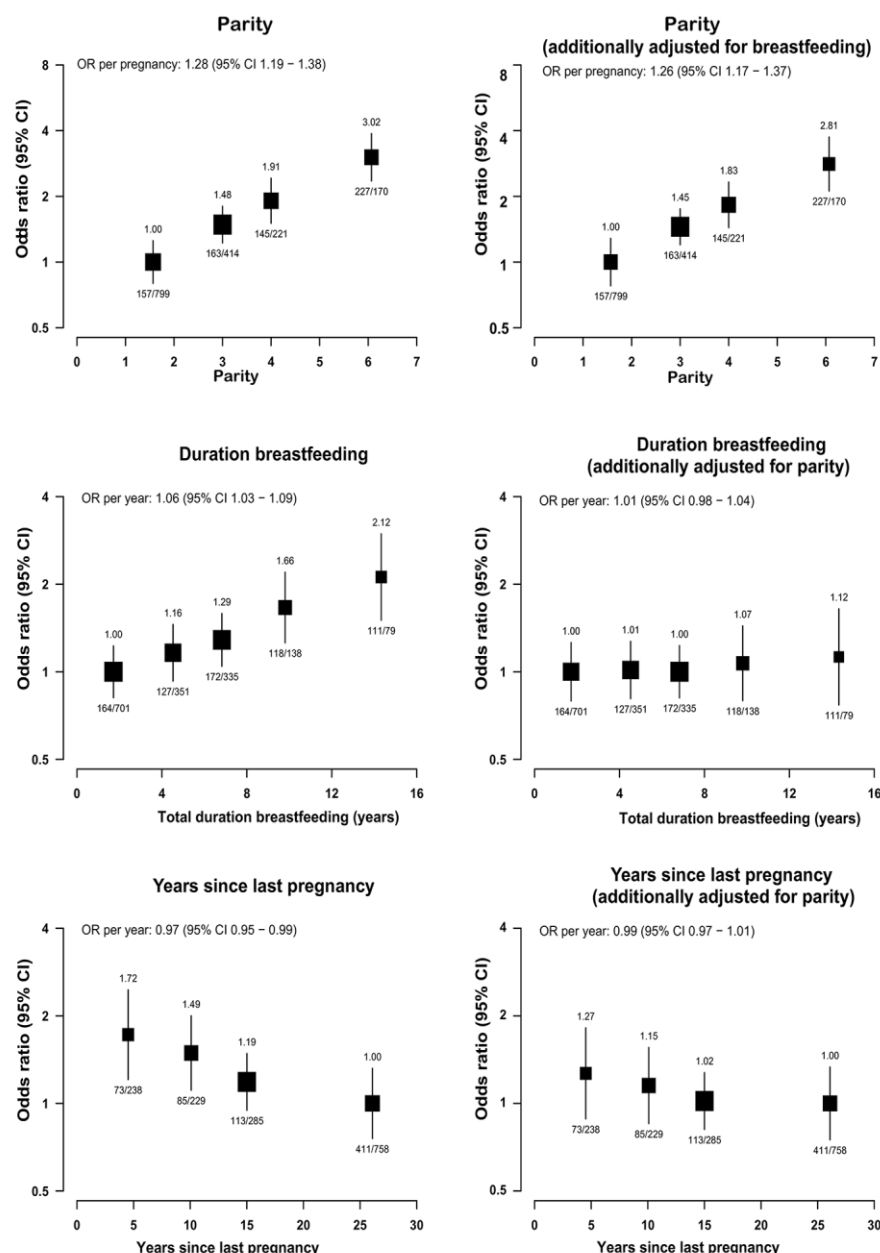 Parity
OR per pregnancy: 1.28 (95% CI 1.19 − 1.38)
Odds ratio (95% CI)
8
4
2
1
0.5
1.00
157/799
1.48
163/414
1.91
145/221
3.02
227/170
0 1 2 3 4 5 6 7
Parity
Parity
(additionally adjusted for breastfeeding)
OR per pregnancy: 1.26 (95% CI 1.17 − 1.37)
Odds ratio (95% CI)
8
4
2
1
0.5
1.00
157/799
1.45
163/414
1.83
145/221
2.81
227/170
0 1 2 3 4 5 6 7
Parity
Duration breastfeeding
OR per year: 1.06 (95% CI 1.03 − 1.09)
Odds ratio (95% CI)
4
2
1
0.5
1.00
164/701
1.16
127/351
1.29
172/335
1.66
118/138
2.12
111/79
0 4 8 12 16
Total duration breastfeeding (years)
Duration breastfeeding
(additionally adjusted for parity)
OR per year: 1.01 (95% CI 0.98 − 1.04)
Odds ratio (95% CI)
4
2
1
0.5
1.00
164/701
1.01
127/351
1.00
172/335
1.07
118/138
1.12
111/79
0 4 8 12 16
Total duration breastfeeding (years)
Years since last pregnancy
OR per year: 0.97 (95% CI 0.95 − 0.99)
Odds ratio (95% CI)
4
2
1
0.5
1.72
73/238
1.49
85/229
1.19
113/285
1.00
411/758
0 5 10 15 20 25 30
Years since last pregnancy
Years since last pregnancy
(additionally adjusted for parity)
OR per year: 0.99 (95% CI 0.97 − 1.01)
Odds ratio (95% CI)
4
2
1
0.5
1.27
73/238
1.15
85/229
1.02
113/285
1.00
411/758
0 5 10 15 20 25 30
Years since last pregnancy